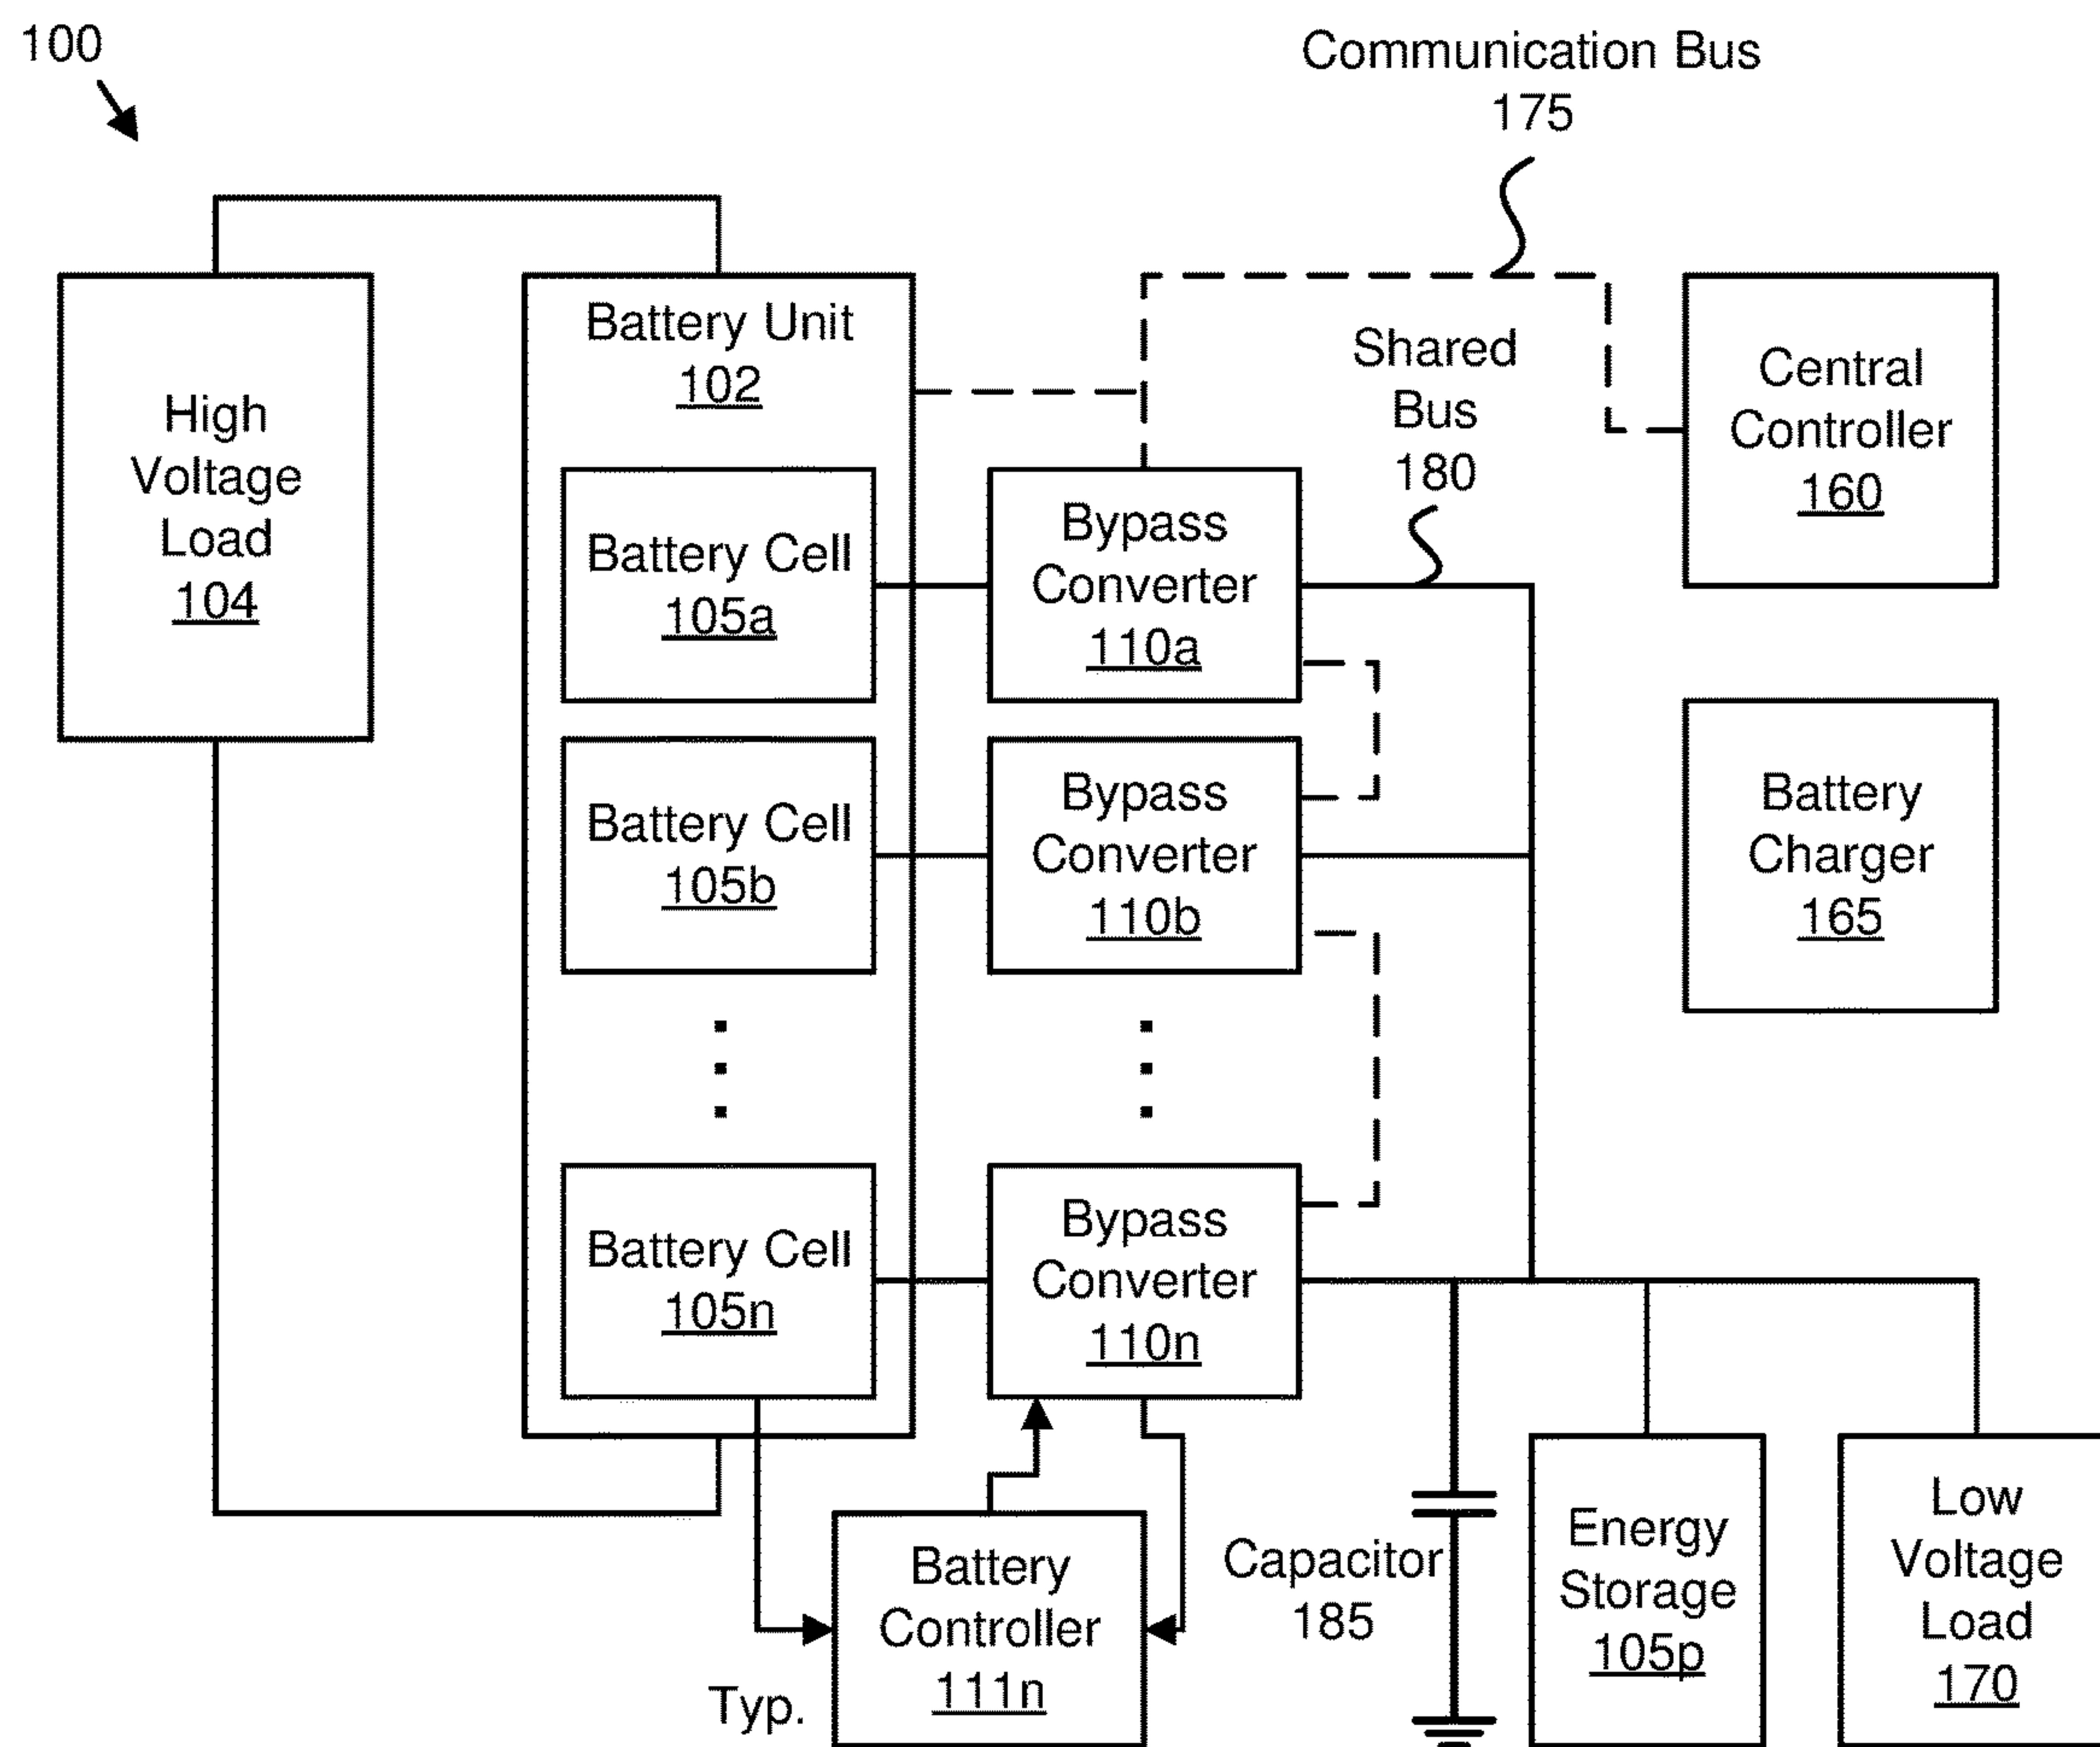 100
Communication Bus
175
High
Voltage
Load
104
Battery Unit
102
Shared
Bus
180
Central
Controller
160
Battery Cell
105a
Bypass
Converter
110a
Battery Cell
105b
Bypass
Converter
110b
Battery
Charger
165
Battery Cell
105n
Bypass
Converter
110n
Typ.
Battery
Controller
111n
Capacitor
185
Energy
Storage
105p
Low
Voltage
Load
170